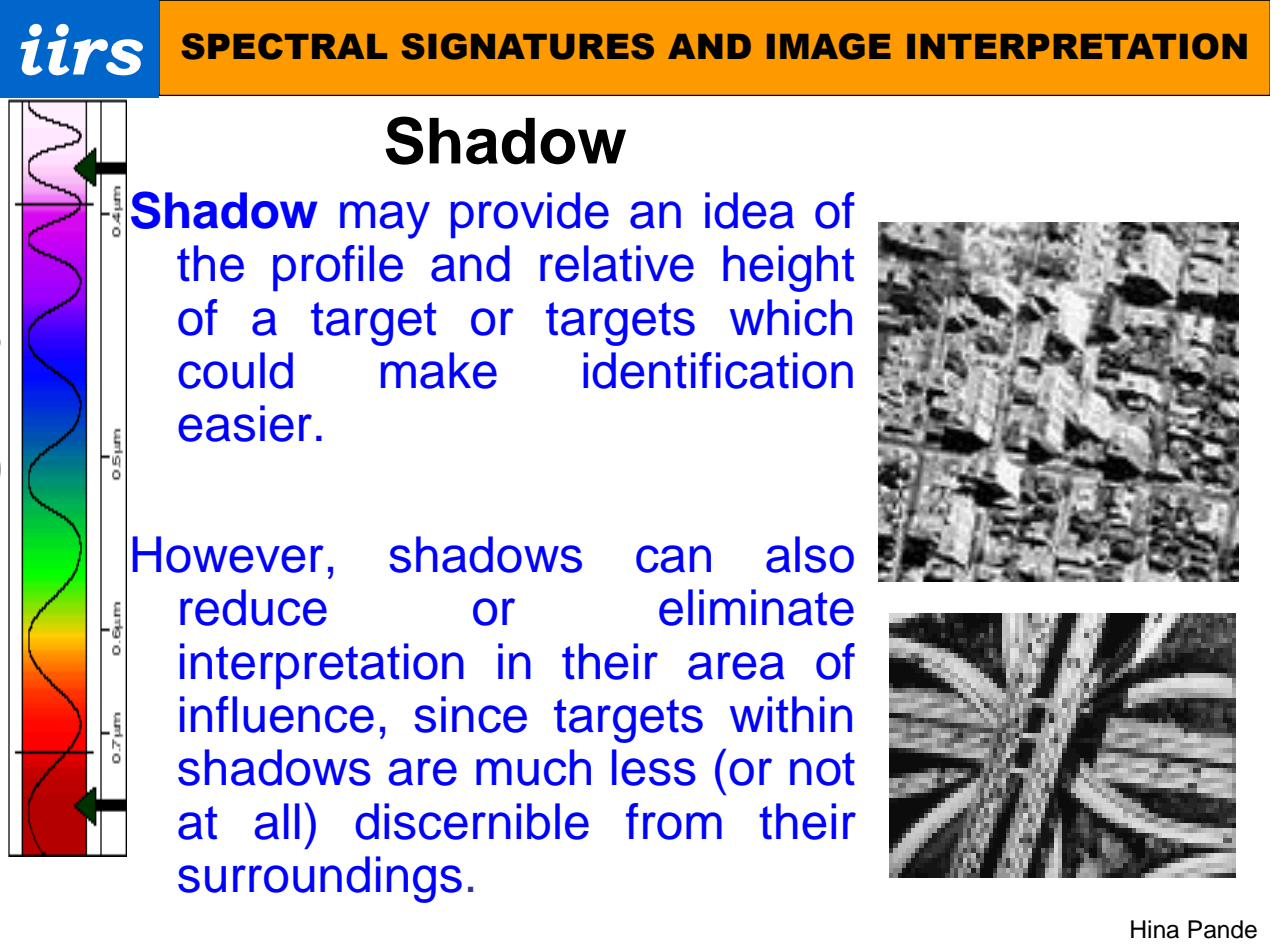 iirs
SPECTRAL SIGNATURES AND IMAGE INTERPRETATION
Shadow
Shadow may provide an idea of
the profile and relative height
of a target or targets which
could make identification
easier.
However, shadows can also
reduce or eliminate
interpretation in their area of
influence, since targets within
shadows are much less (or not
at all) discernible from their
surroundings.
0.4µm
0.5µm
0.6µm
0.7µm
Hina Pande